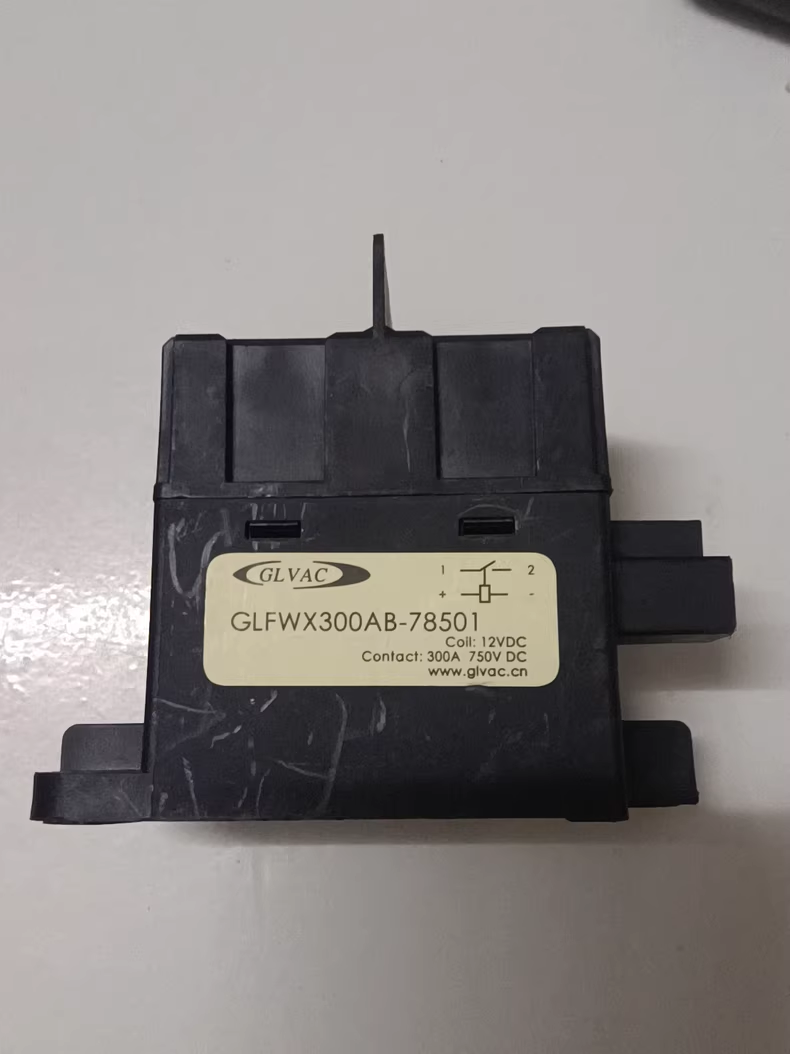 GLVAC
1 2
+ -
GLFWX300AB-78501
Coil: 12VDC
Contact: 300A 750V DC
www.glvac.cn